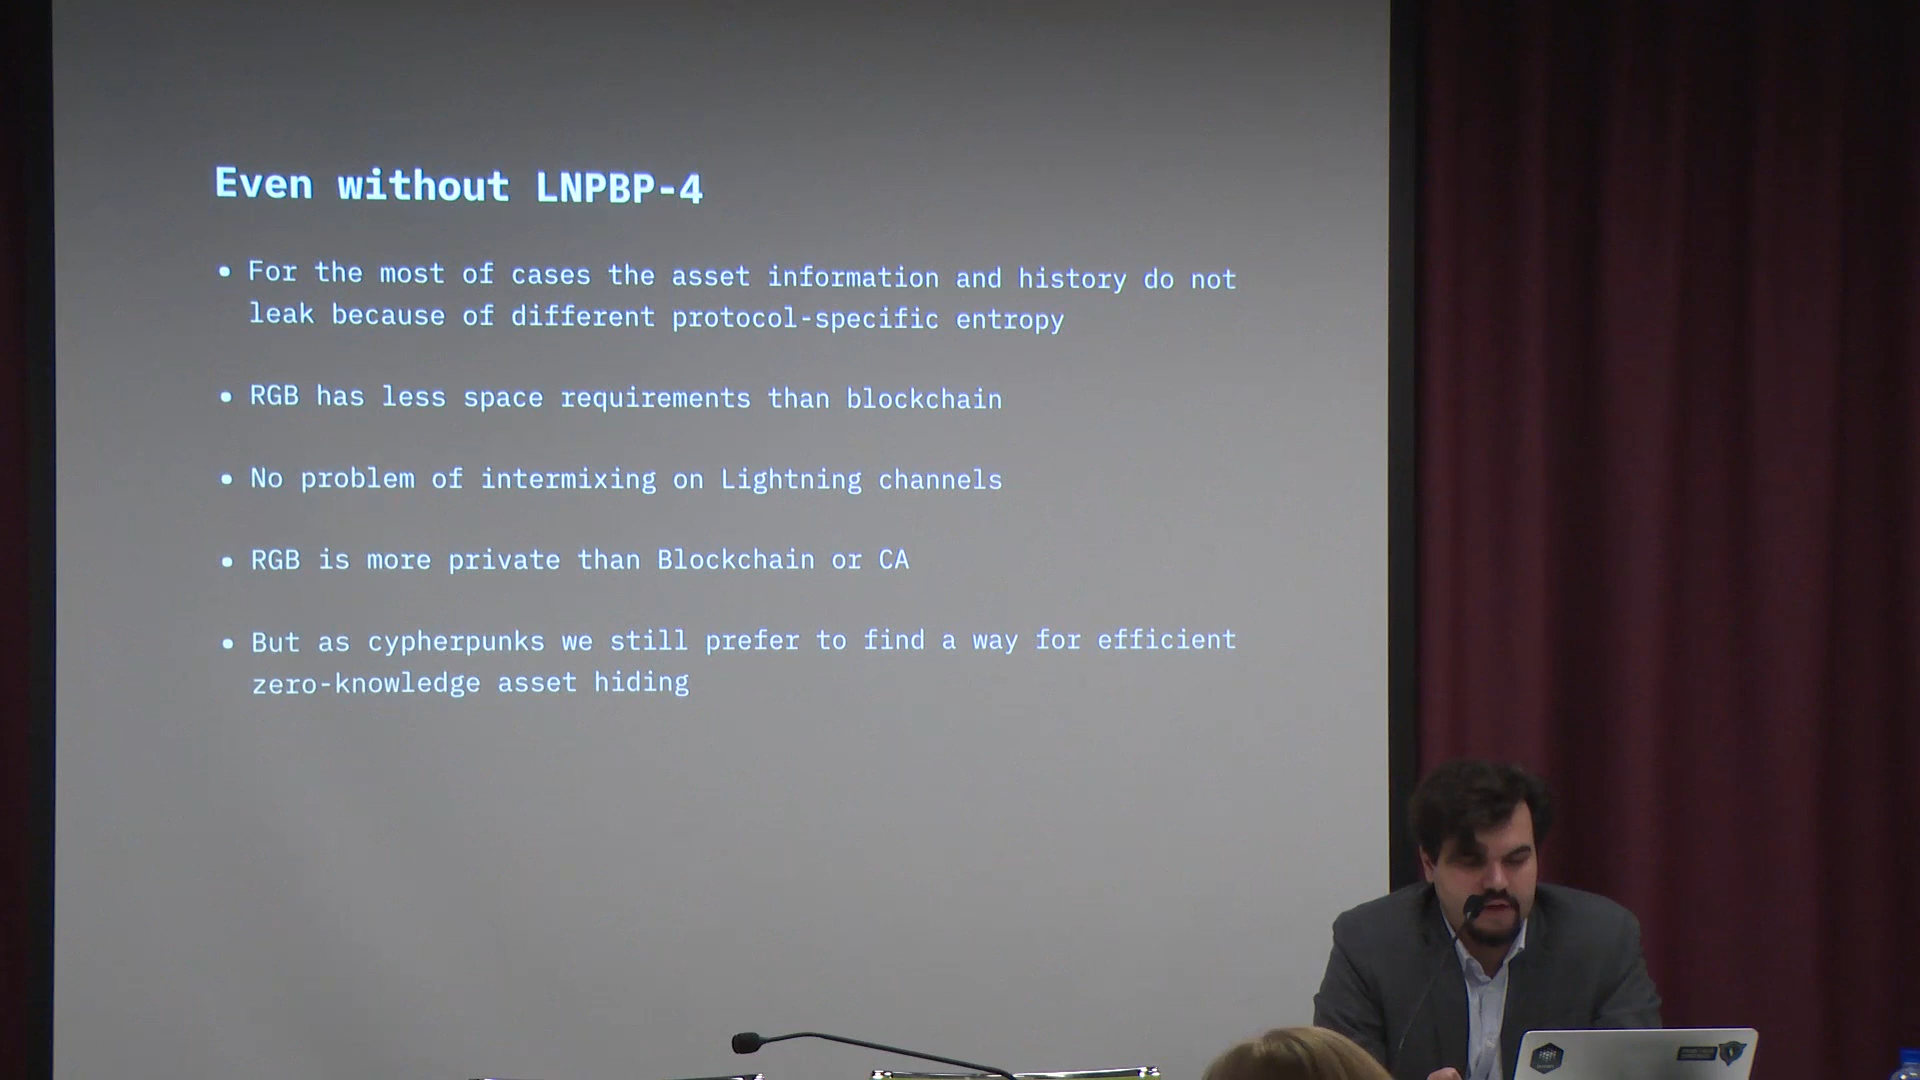 Even without LNPBP-4
• For the most of cases the asset information and history do not
leak because of different protocol-specific entropy
• RGB has less space requirements than blockchain
• No problem of intermixing on Lightning channels
• RGB is more private than Blockchain or CA
• But as cypherpunks we still prefer to find a way for efficient
zero-knowledge asset hiding